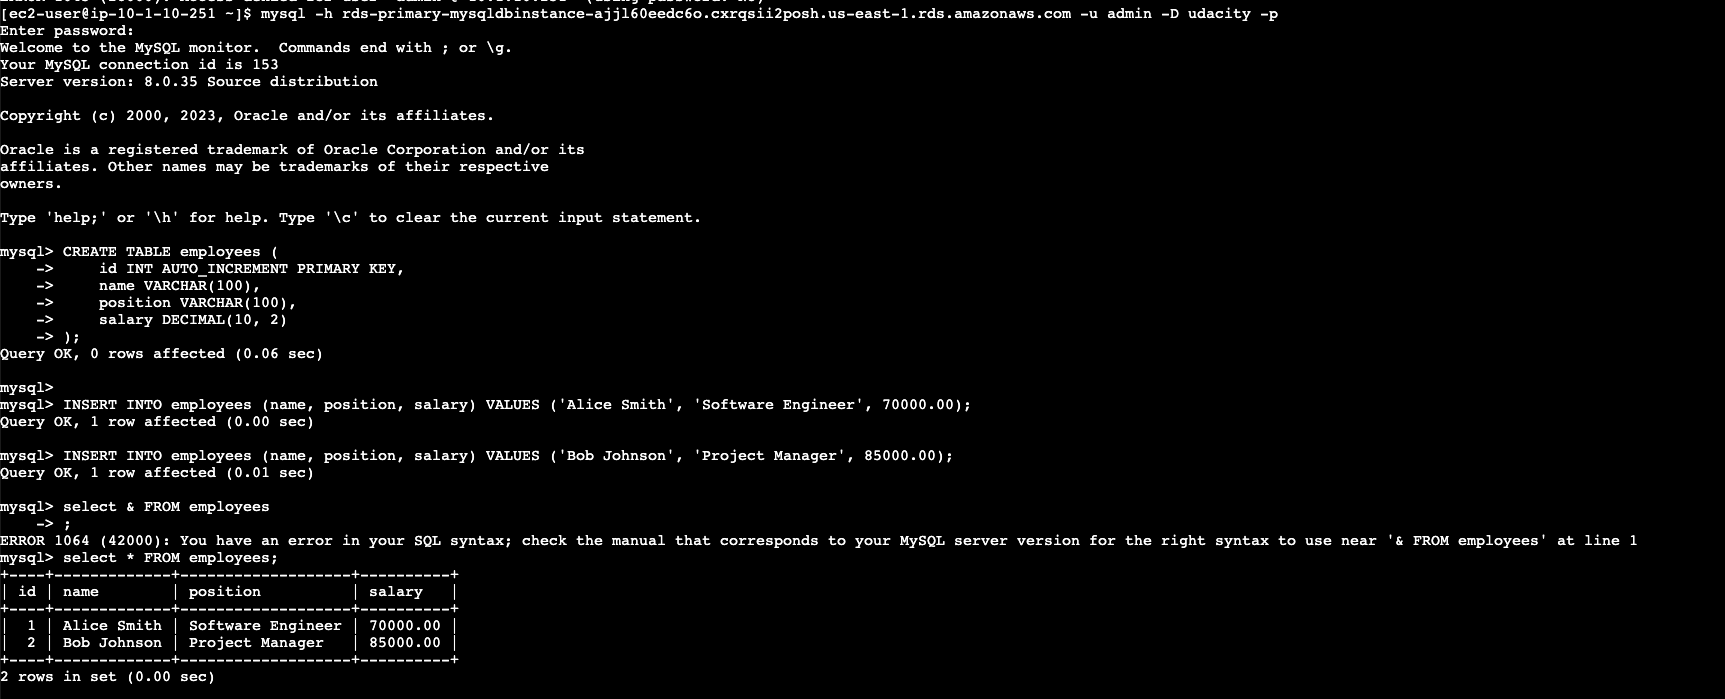 [ec2-user@ip-10-1-10-251 ~]$ mysql -h rds-primary-mysqldbinstance-ajjl60eedc6o.cxrqsii2posh.us-east-1.rds.amazonaws.com -u admin -D udacity -p
Enter password:
Welcome to the MySQL monitor.  Commands end with ; or \g.
Your MySQL connection id is 153
Server version: 8.0.35 Source distribution
Copyright (c) 2000, 2023, Oracle and/or its affiliates.
Oracle is a registered trademark of Oracle Corporation and/or its
affiliates. Other names may be trademarks of their respective
owners.
Type 'help;' or '\h' for help. Type '\c' to clear the current input statement.
mysql> CREATE TABLE employees (
    ->     id INT AUTO_INCREMENT PRIMARY KEY,
    ->     name VARCHAR(100),
    ->     position VARCHAR(100),
    ->     salary DECIMAL(10, 2)
    -> );
Query OK, 0 rows affected (0.06 sec)
mysql>
mysql> INSERT INTO employees (name, position, salary) VALUES ('Alice Smith', 'Software Engineer', 70000.00);
Query OK, 1 row affected (0.00 sec)
mysql> INSERT INTO employees (name, position, salary) VALUES ('Bob Johnson', 'Project Manager', 85000.00);
Query OK, 1 row affected (0.01 sec)
mysql> select & FROM employees
    -> ;
ERROR 1064 (42000): You have an error in your SQL syntax; check the manual that corresponds to your MySQL server version for the right syntax to use near '& FROM employees' at line 1
mysql> select * FROM employees;
+----+-------------+-------------------+----------+
| id | name        | position          | salary   |
+----+-------------+-------------------+----------+
|  1 | Alice Smith | Software Engineer | 70000.00 |
|  2 | Bob Johnson | Project Manager   | 85000.00 |
+----+-------------+-------------------+----------+
2 rows in set (0.00 sec)